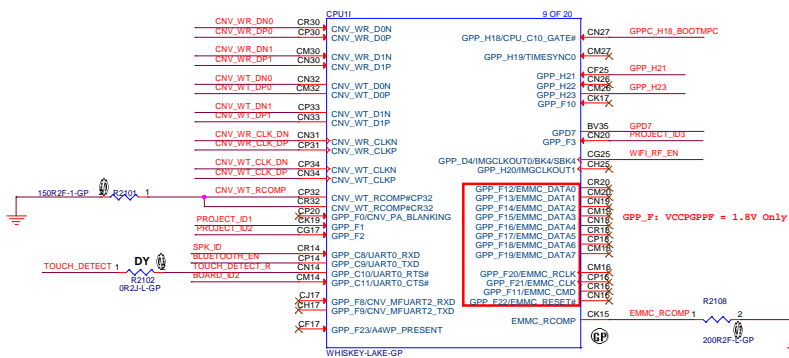 CPU1I 9 OF 20
CNV_WR_DN0 CR30 CNV_WR_D0N
CNV_WR_DP0 CP30 CNV_WR_D0P
GPP_H18/CPU_C10_GATE# CN27 GPPC_H18_BOOTMPC
CNV_WR_DN1 CM30 CNV_WR_D1N
CNV_WR_DP1 CN30 CNV_WR_D1P
GPP_H19/TIMESYNC0 CM27
GPP_H21 CF25 GPP_H21
CNV_WT_DN0 CN32 CNV_WT_D0N
CNV_WT_DP0 CM32 CNV_WT_D0P
GPP_H22 CN26
GPP_H23 CM26 GPP_H23
GPP_F10 CK17
CNV_WT_DN1 CP33 CNV_WT_D1N
CNV_WT_DP1 CN33 CNV_WT_D1P
GPD7 BV35 GPD7
GPP_F3 CN20 PROJECT_ID3
CNV_WR_CLK_DN CN31 CNV_WR_CLKN
CNV_WR_CLK_DP CP31 CNV_WR_CLKP
GPP_D4/IMGCLKOUT0/BK4/SBK4 CG25 WIFI_RF_EN
GPP_H20/IMGCLKOUT1 CH25
CNV_WT_CLK_DN CP34 CNV_WT_CLKN
CNV_WT_CLK_DP CN34 CNV_WT_CLKP
150R2F-1-GP R2101 1 CNV_WT_RCOMP CP32 CNV_WT_RCOMP#CP32
CR32 CNV_WT_RCOMP#CR32
CP20 GPP_F0/CNV_PA_BLANKING
PROJECT_ID1 CK19 GPP_F1
PROJECT_ID2 CG17 GPP_F2
GPP_F12/EMMC_DATA0 CR20
GPP_F13/EMMC_DATA1 CM20
GPP_F14/EMMC_DATA2 CN19
GPP_F15/EMMC_DATA3 CM19
GPP_F16/EMMC_DATA4 CN18
GPP_F17/EMMC_DATA5 CR18
GPP_F18/EMMC_DATA6 CP18
GPP_F19/EMMC_DATA7 CM18
GPP_F: VCCPGPPF = 1.8V Only
SPK_ID CR14 GPP_C8/UART0_RXD
BLUETOOTH_EN CP14 GPP_C9/UART0_TXD
TOUCH_DETECT 1 DY 2 TOUCH_DETECT_R CN14 GPP_C10/UART0_RTS#
R2102
0R2J-L-GP
BOARD_ID2 CM14 GPP_C11/UART0_CTS#
GPP_F20/EMMC_RCLK CM16
GPP_F21/EMMC_CLK CP16
GPP_F11/EMMC_CMD CR16
GPP_F22/EMMC_RESET# CN16
CJ17 GPP_F8/CNV_MFUART2_RXD
CH17 GPP_F9/CNV_MFUART2_TXD
CF17 GPP_F23/A4WP_PRESENT
EMMC_RCOMP CK15 EMMC_RCOMP 1 R2108 2
200R2F-L-GP
GP
WHISKEY-LAKE-GP